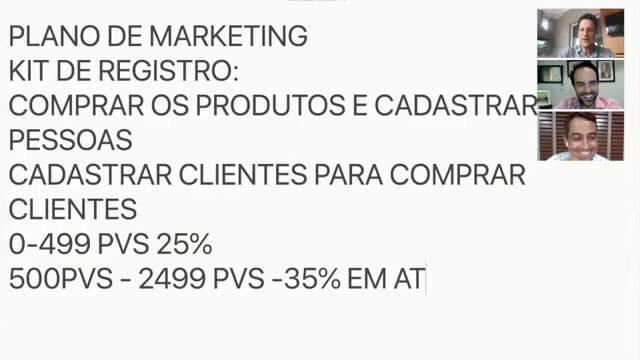 PLANO DE MARKETING
KIT DE REGISTRO:
COMPRAR OS PRODUTOS E CADASTRAR
PESSOAS
CADASTRAR CLIENTES PARA COMPRAR
CLIENTES
0-499 PVS 25%
500PVS - 2499 PVS -35% EM AT